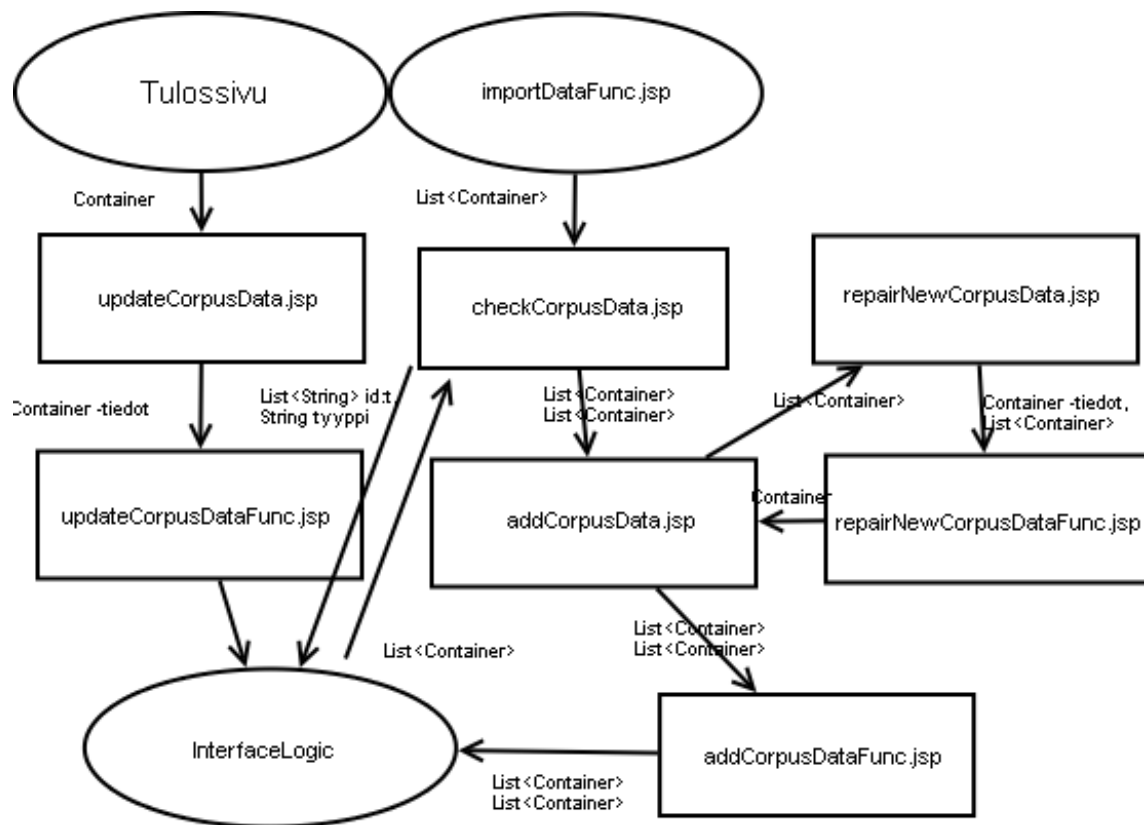 Tulossivu
importDataFunc.jsp
Container
List<Container>
updateCorpusData.jsp
checkCorpusData.jsp
repairNewCorpusData.jsp
Container -tiedot
List<String> id:t,
String tyyppi
List<Container>
List<Container>
List<Container>
Container -tiedot,
List<Container>
updateCorpusDataFunc.jsp
addCorpusData.jsp
Container
repairNewCorpusDataFunc.jsp
List<Container>
List<Container>
List<Container>
InterfaceLogic
addCorpusDataFunc.jsp
List<Container>
List<Container>